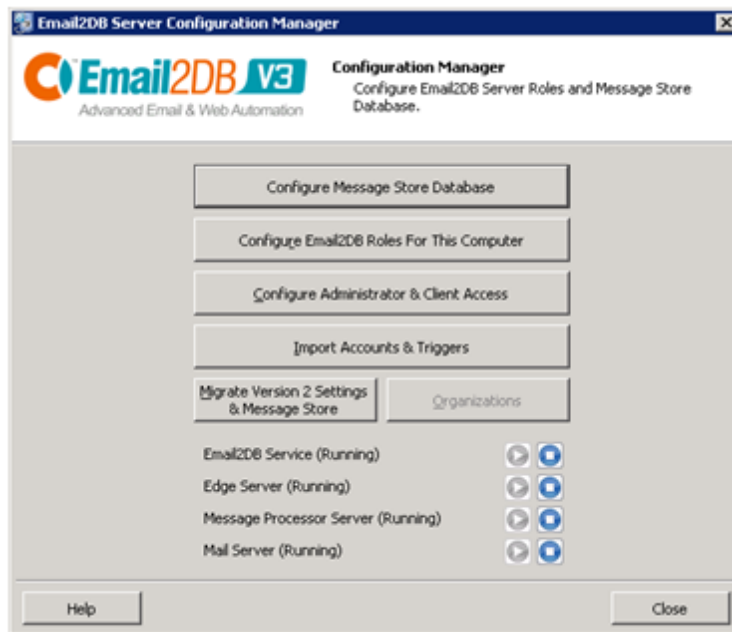 Email2DB Server Configuration Manager
Email2DB V3
Advanced Email & Web Automation
Configuration Manager
Configure Email2DB Server Roles and Message Store
Database.
Configure Message Store Database
Configure Email2DB Roles For This Computer
Configure Administrator & Client Access
Import Accounts & Triggers
Migrate Version 2 Settings
& Message Store
Organizations
Email2DB Service (Running)
Edge Server (Running)
Message Processor Server (Running)
Mail Server (Running)
Help
Close